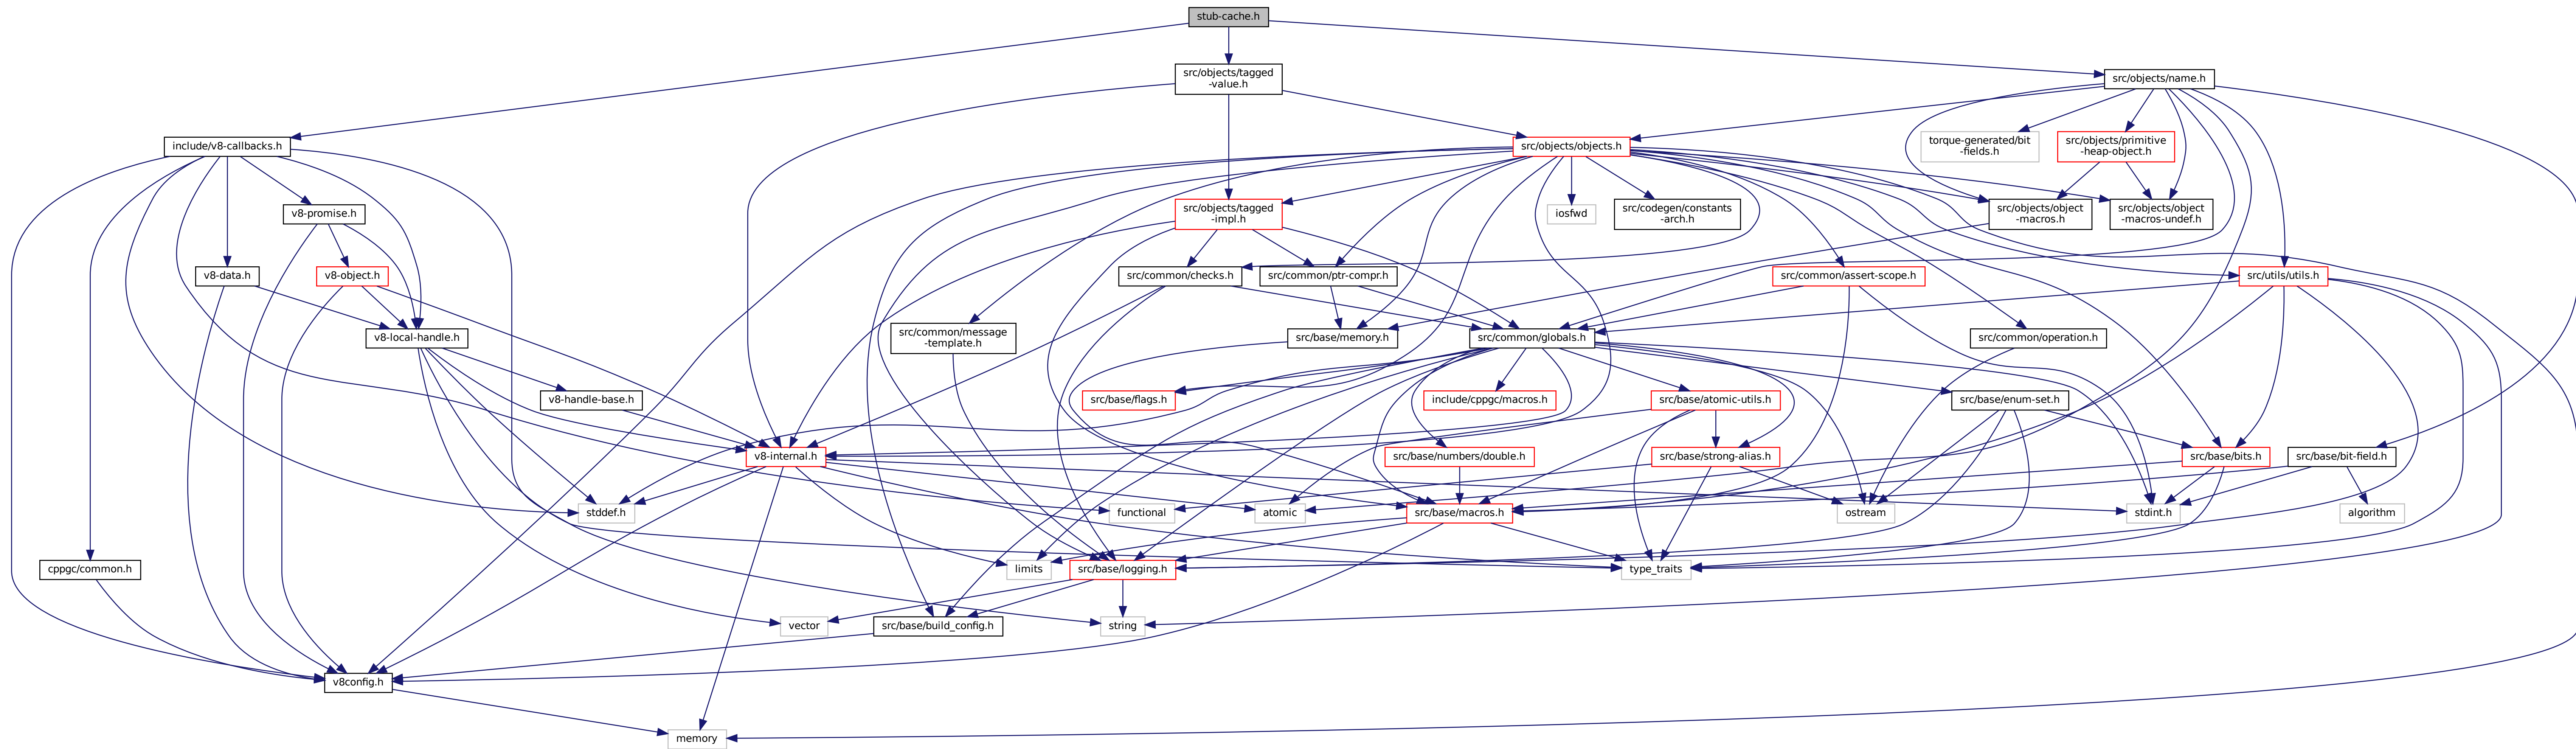 stub-cache.h
src/objects/tagged
-value.h
src/objects/name.h
include/v8-callbacks.h
src/objects/objects.h
torque-generated/bit
-fields.h
src/objects/primitive
-heap-object.h
v8-promise.h
src/objects/tagged
-impl.h
iosfwd
src/codegen/constants
-arch.h
src/objects/object
-macros.h
src/objects/object
-macros-undef.h
v8-data.h
v8-object.h
src/common/checks.h
src/common/ptr-compr.h
src/common/assert-scope.h
src/utils/utils.h
v8-local-handle.h
src/common/message
-template.h
src/base/memory.h
src/common/globals.h
src/common/operation.h
v8-handle-base.h
src/base/flags.h
include/cppgc/macros.h
src/base/atomic-utils.h
src/base/enum-set.h
v8-internal.h
src/base/numbers/double.h
src/base/strong-alias.h
src/base/bits.h
src/base/bit-field.h
stddef.h
functional
atomic
src/base/macros.h
ostream
stdint.h
algorithm
cppgc/common.h
limits
src/base/logging.h
type_traits
vector
src/base/build_config.h
string
v8config.h
memory